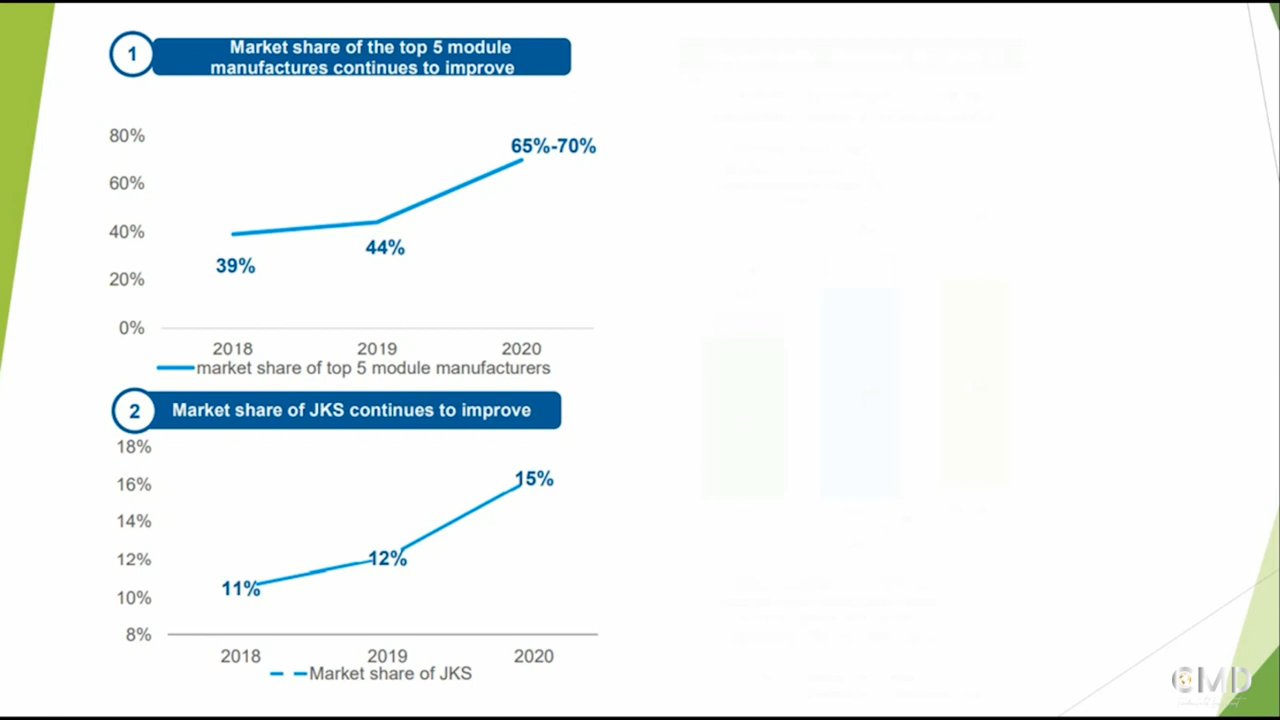 1
Market share of the top 5 module
manufactures continues to improve
80%
60%
40%
20%
0%
39%
44%
65%-70%
2018 2019 2020
market share of top 5 module manufacturers
2
Market share of JKS continues to improve
18%
16%
14%
12%
10%
8%
11%
12%
15%
2018 2019 2020
Market share of JKS
CMD